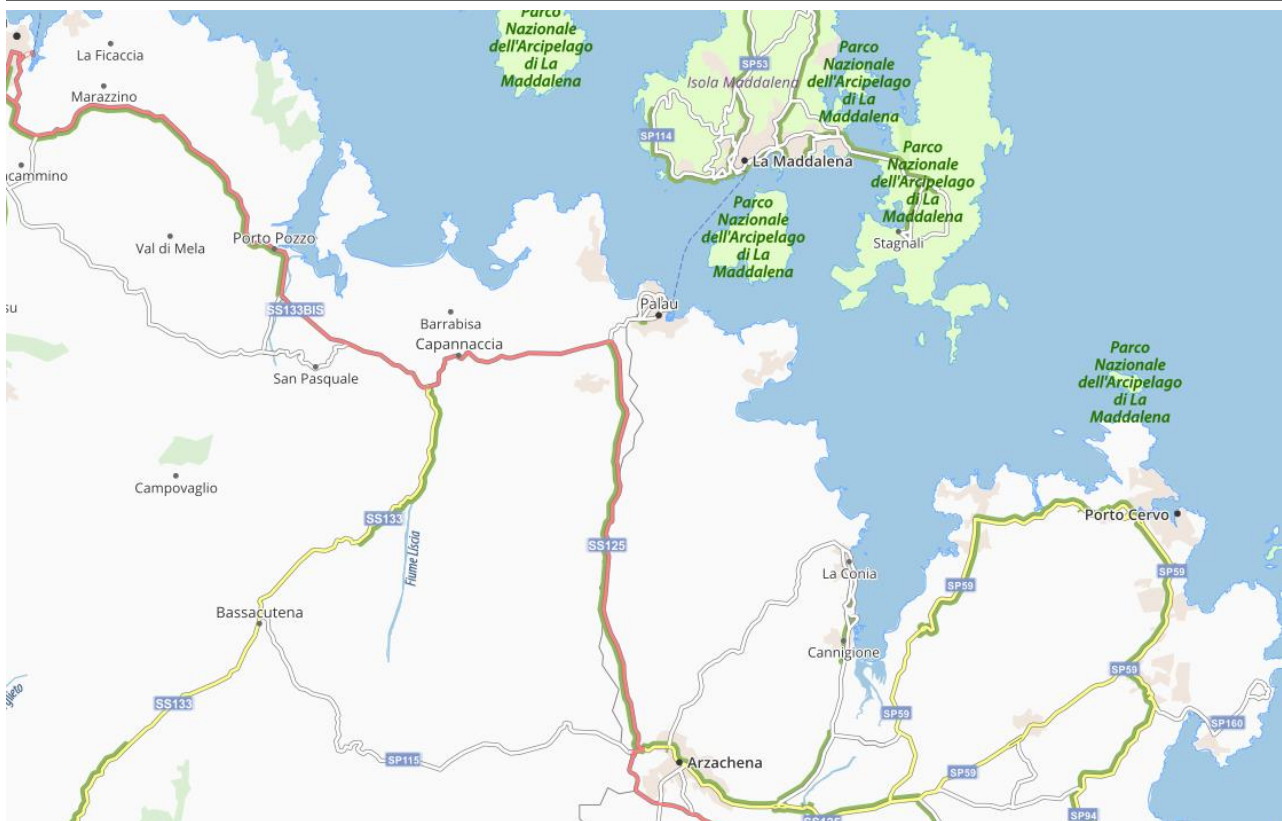 La Ficaccia
Marazzino
Parco
Nazionale
dell'Arcipelago
di La
Maddalena
SP53
Isola Maddalena
Parco
Nazionale
dell'Arcipelago
di La
Maddalena
SP114
La Maddalena
Parco
Nazionale
dell'Arcipelago
di La
Maddalena
cammino
Val di Mela
Porto Pozzo
Parco
Nazionale
dell'Arcipelago
di La
Maddalena
Stagnali
su
SS133BIS
Palau
Barrabisa
Capannaccia
San Pasquale
Parco
Nazionale
dell'Arcipelago
di La
Maddalena
Campovaglio
SS133
Fiume Liscia
SS125
Porto Cervo
La Conia
SP59
SP59
Bassacutena
Cannigione
SP59
glieto
SS133
SP59
SP160
SP115
Arzachena
SP59
SP94
SS125